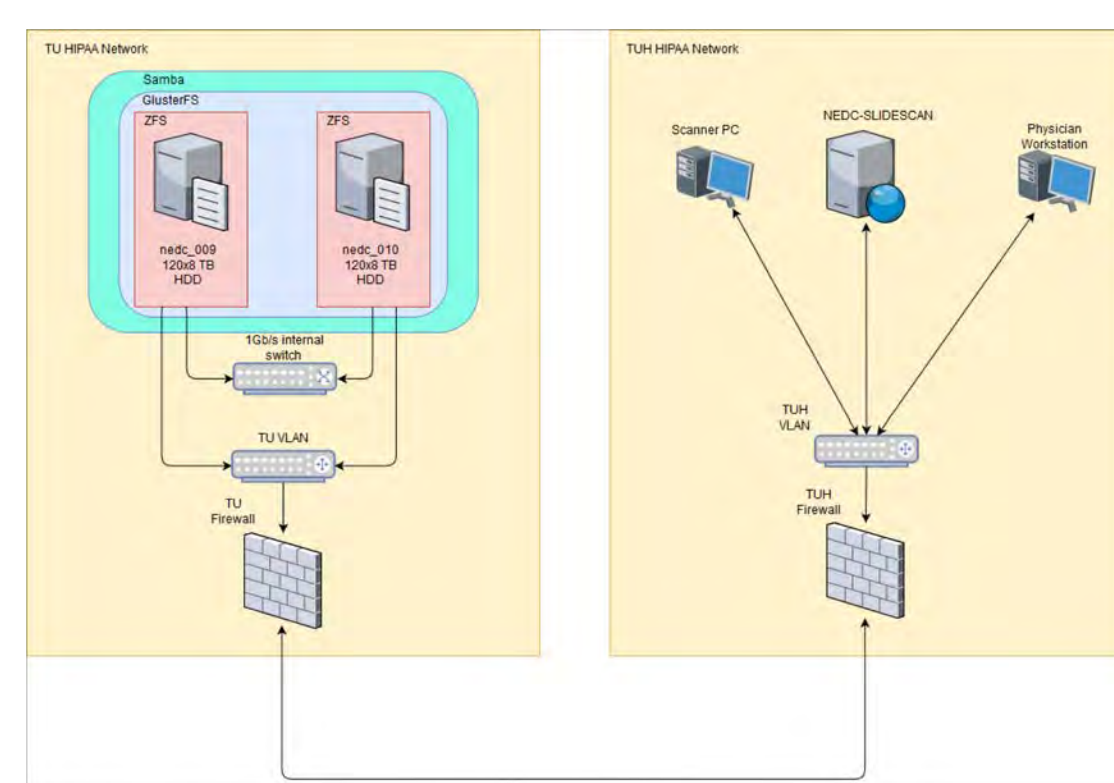 TU HIPAA Network
Samba
GlusterFS
ZFS
ZFS
nedc_009
120x8 TB
HDD
nedc_010
120x8 TB
HDD
1Gb/s internal
switch
TU VLAN
TU
Firewall
TUH HIPAA Network
Scanner PC
NEDC-SLIDESCAN
Physician
Workstation
TUH
VLAN
TUH
Firewall